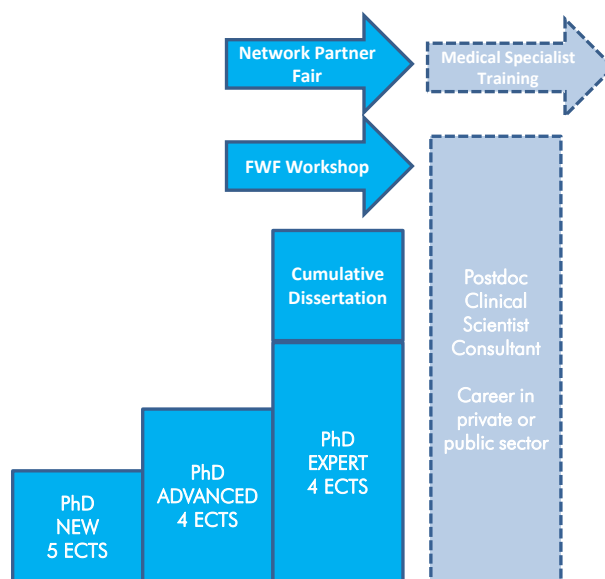 Network Partner
Fair
Medical Specialist
Training
FWF Workshop
Cumulative
Dissertation
Postdoc
Clinical
Scientist
Consultant
Career in
private or
public sector
PhD
EXPERT
4 ECTS
PhD
ADVANCED
4 ECTS
PhD
NEW
5 ECTS